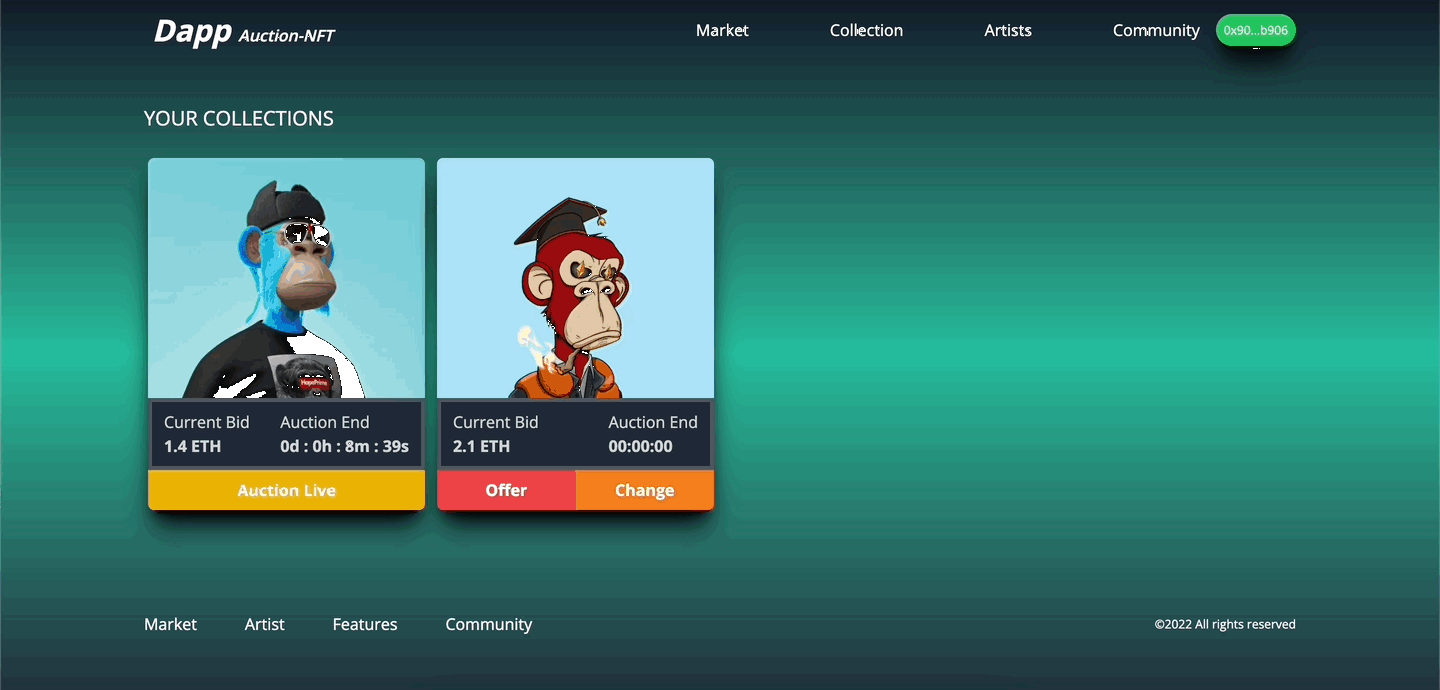 Dapp Auction-NFT Market Collection Artists Community 0x90...b906
YOUR COLLECTIONS
HapePrime
Current Bid Auction End
1.4 ETH 0d : 0h : 8m : 39s
Auction Live
Current Bid Auction End
2.1 ETH 00:00:00
Offer Change
Market Artist Features Community ©2022 All rights reserved